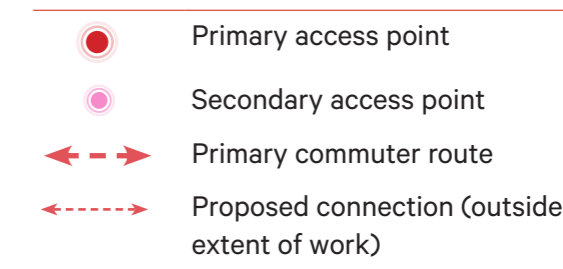 Primary access point
Secondary access point
Primary commuter route
Proposed connection (outside
extent of work)